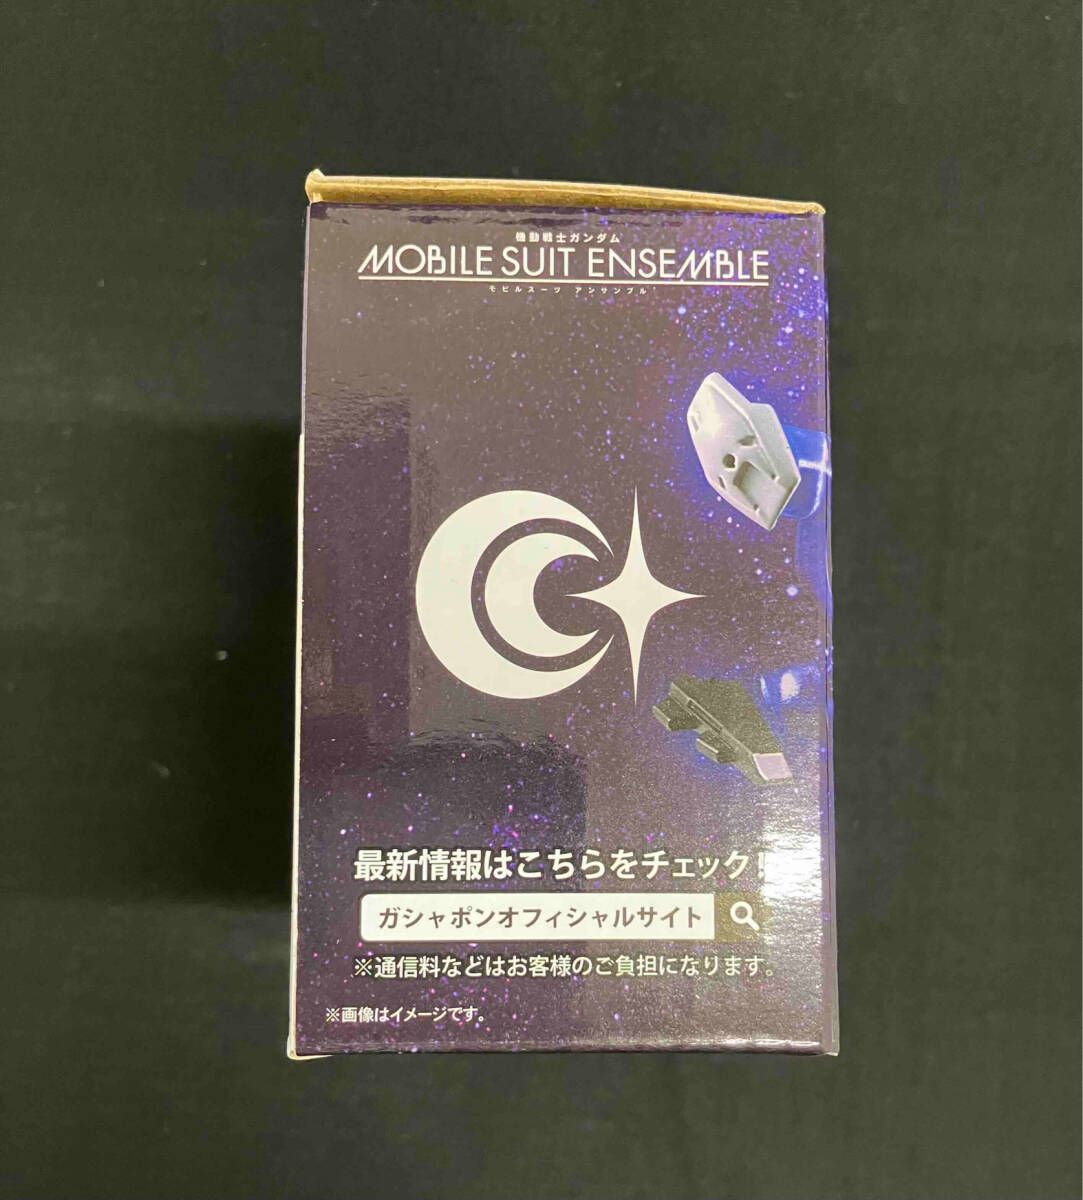 機動戦士ガンダム
MOBILE SUIT ENSEMBLE
モビルスーツ アンサンブル
最新情報はこちらをチェック!
ガシャポンオフィシャルサイト
※通信料などはお客様のご負担になります。
※画像はイメージです。